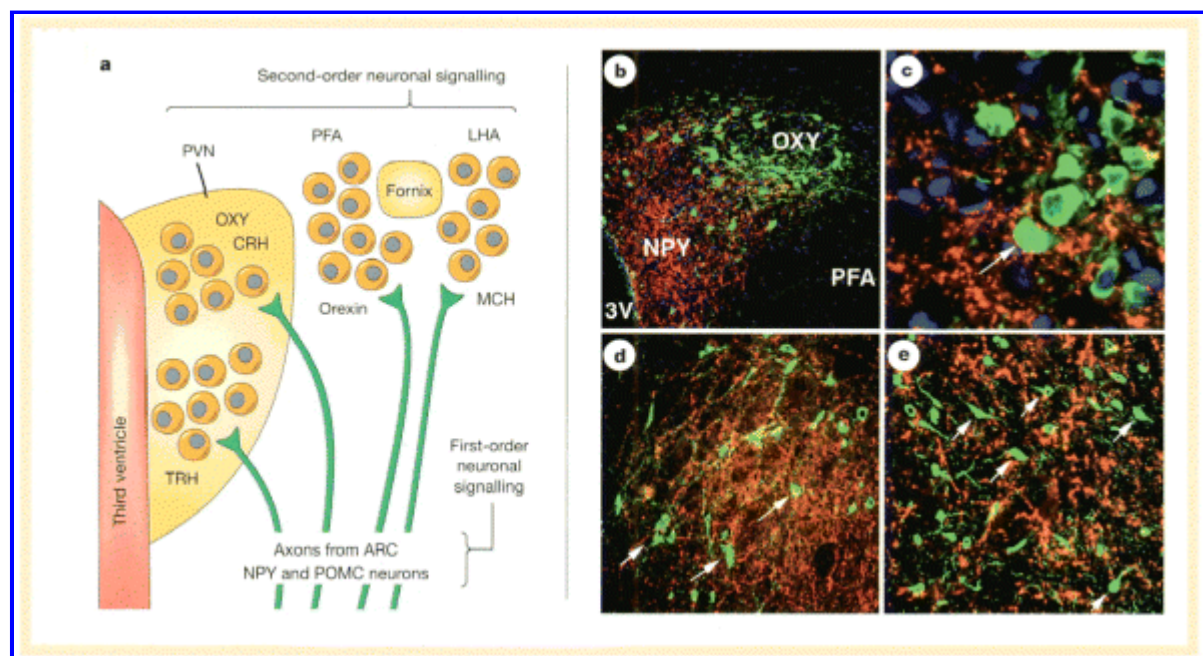 a
Second-order neuronal signalling
PVN
PFA
LHA
Fornix
OXY
CRH
Orexin
MCH
TRH
Third ventricle
First-order
neuronal
signalling
Axons from ARC
NPY and POMC neurons
b
OXY
NPY
PFA
3V
c
d
e